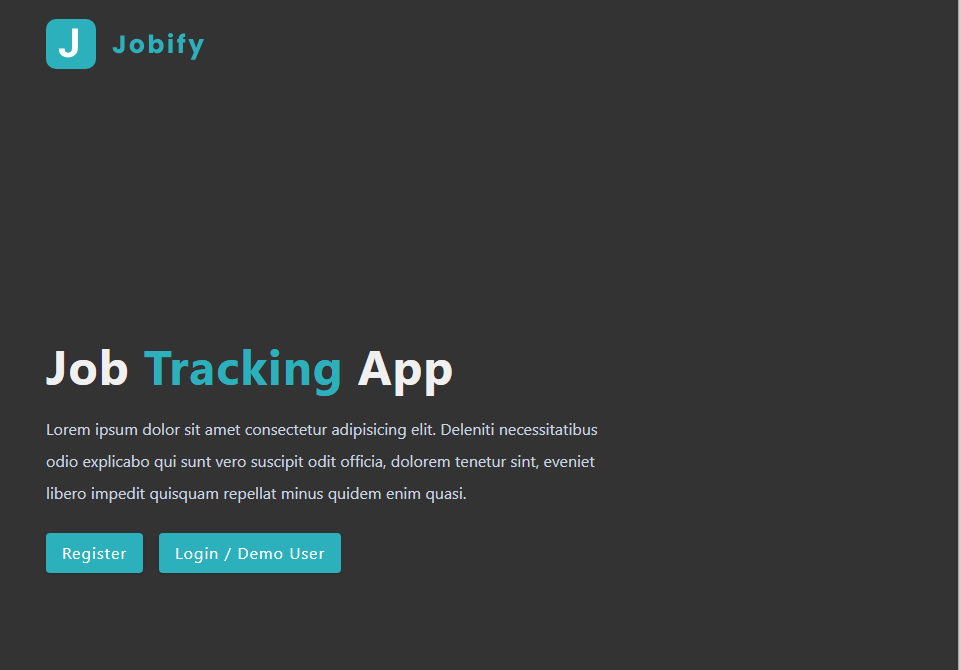 J Jobify
Job Tracking App
Lorem ipsum dolor sit amet consectetur adipisicing elit. Deleniti necessitatibus
odio explicabo qui sunt vero suscipit odit officia, dolorem tenetur sint, eveniet
libero impedit quisquam repellat minus quidem enim quasi.
Register Login / Demo User